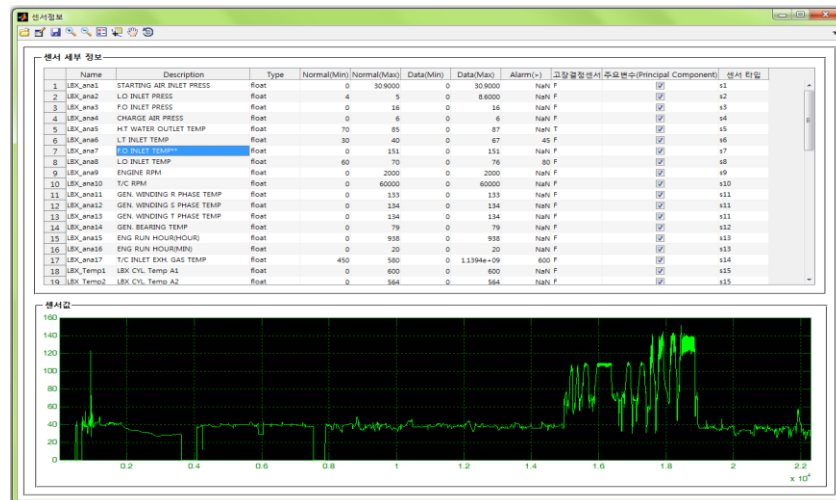 센서정보
센서 세부 정보
Name Description Type Normal(Min) Normal(Max) Data(Min) Data(Max) Alarm(>) 고장결정센서 주요변수(Principal Component) 센서 타입
1 LBX_ana1 STARTING AIR INLET PRESS float 0 30.9000 0 30.9000 NaN F s1
2 LBX_ana2 L.O INLET PRESS float 4 5 0 8.6000 NaN F s2
3 LBX_ana3 F.O INLET PRESS float 0 16 0 16 NaN F s3
4 LBX_ana4 CHARGE AIR PRESS float 0 6 0 6 NaN F s4
5 LBX_ana5 H.T WATER OUTLET TEMP float 70 85 0 87 NaN T s5
6 LBX_ana6 L.T INLET TEMP float 30 40 0 67 45 F s6
7 LBX_ana7 F.O INLET TEMP** float 0 151 0 151 NaN F s7
8 LBX_ana8 L.O INLET TEMP float 60 70 0 76 80 F s8
9 LBX_ana9 ENGINE RPM float 0 2000 0 2000 NaN F s9
10 LBX_ana10 T/C RPM float 0 60000 0 60000 NaN F s10
11 LBX_ana11 GEN. WINDING R PHASE TEMP float 0 133 0 133 NaN F s11
12 LBX_ana12 GEN. WINDING S PHASE TEMP float 0 134 0 134 NaN F s11
13 LBX_ana13 GEN. WINDING T PHASE TEMP float 0 134 0 134 NaN F s11
14 LBX_ana14 GEN. BEARING TEMP float 0 79 0 79 NaN F s12
15 LBX_ana15 ENG RUN HOUR(HOUR) float 0 938 0 938 NaN F s13
16 LBX_ana16 ENG RUN HOUR(MIN) float 0 20 0 20 NaN F s13
17 LBX_ana17 T/C INLET EXH. GAS TEMP float 450 580 0 1.1394e+09 600 F s14
18 LBX_Temp1 LBX CYL. Temp A1 float 0 600 0 600 NaN F s15
19 LBX_Temp2 LBX CYL. Temp A2 float 0 564 0 564 NaN F s15
센서값
160
140
120
100
80
60
40
20
0
0.2 0.4 0.6 0.8 1 1.2 1.4 1.6 1.8 2 2.2
x 10⁴